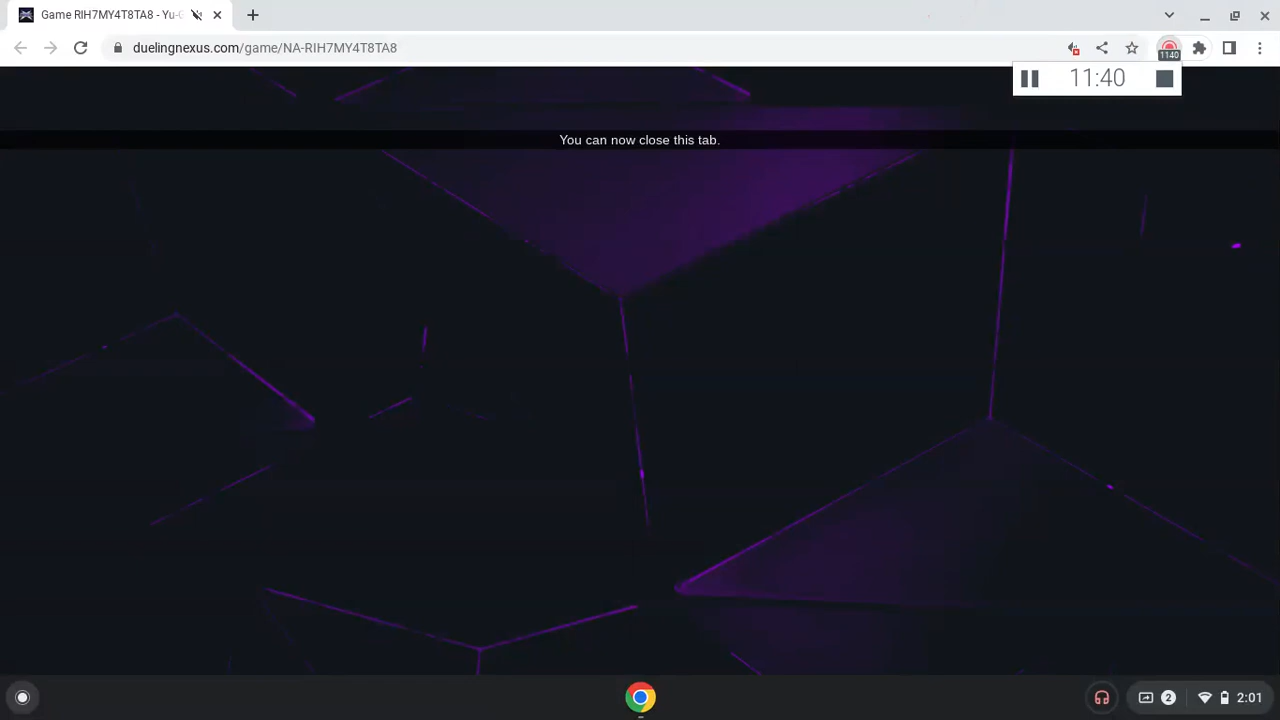 Game RIH7MY4T8TA8 - Yu-G
duelingnexus.com/game/NA-RIH7MY4T8TA8
1140
11:40
You can now close this tab.
2
2:01